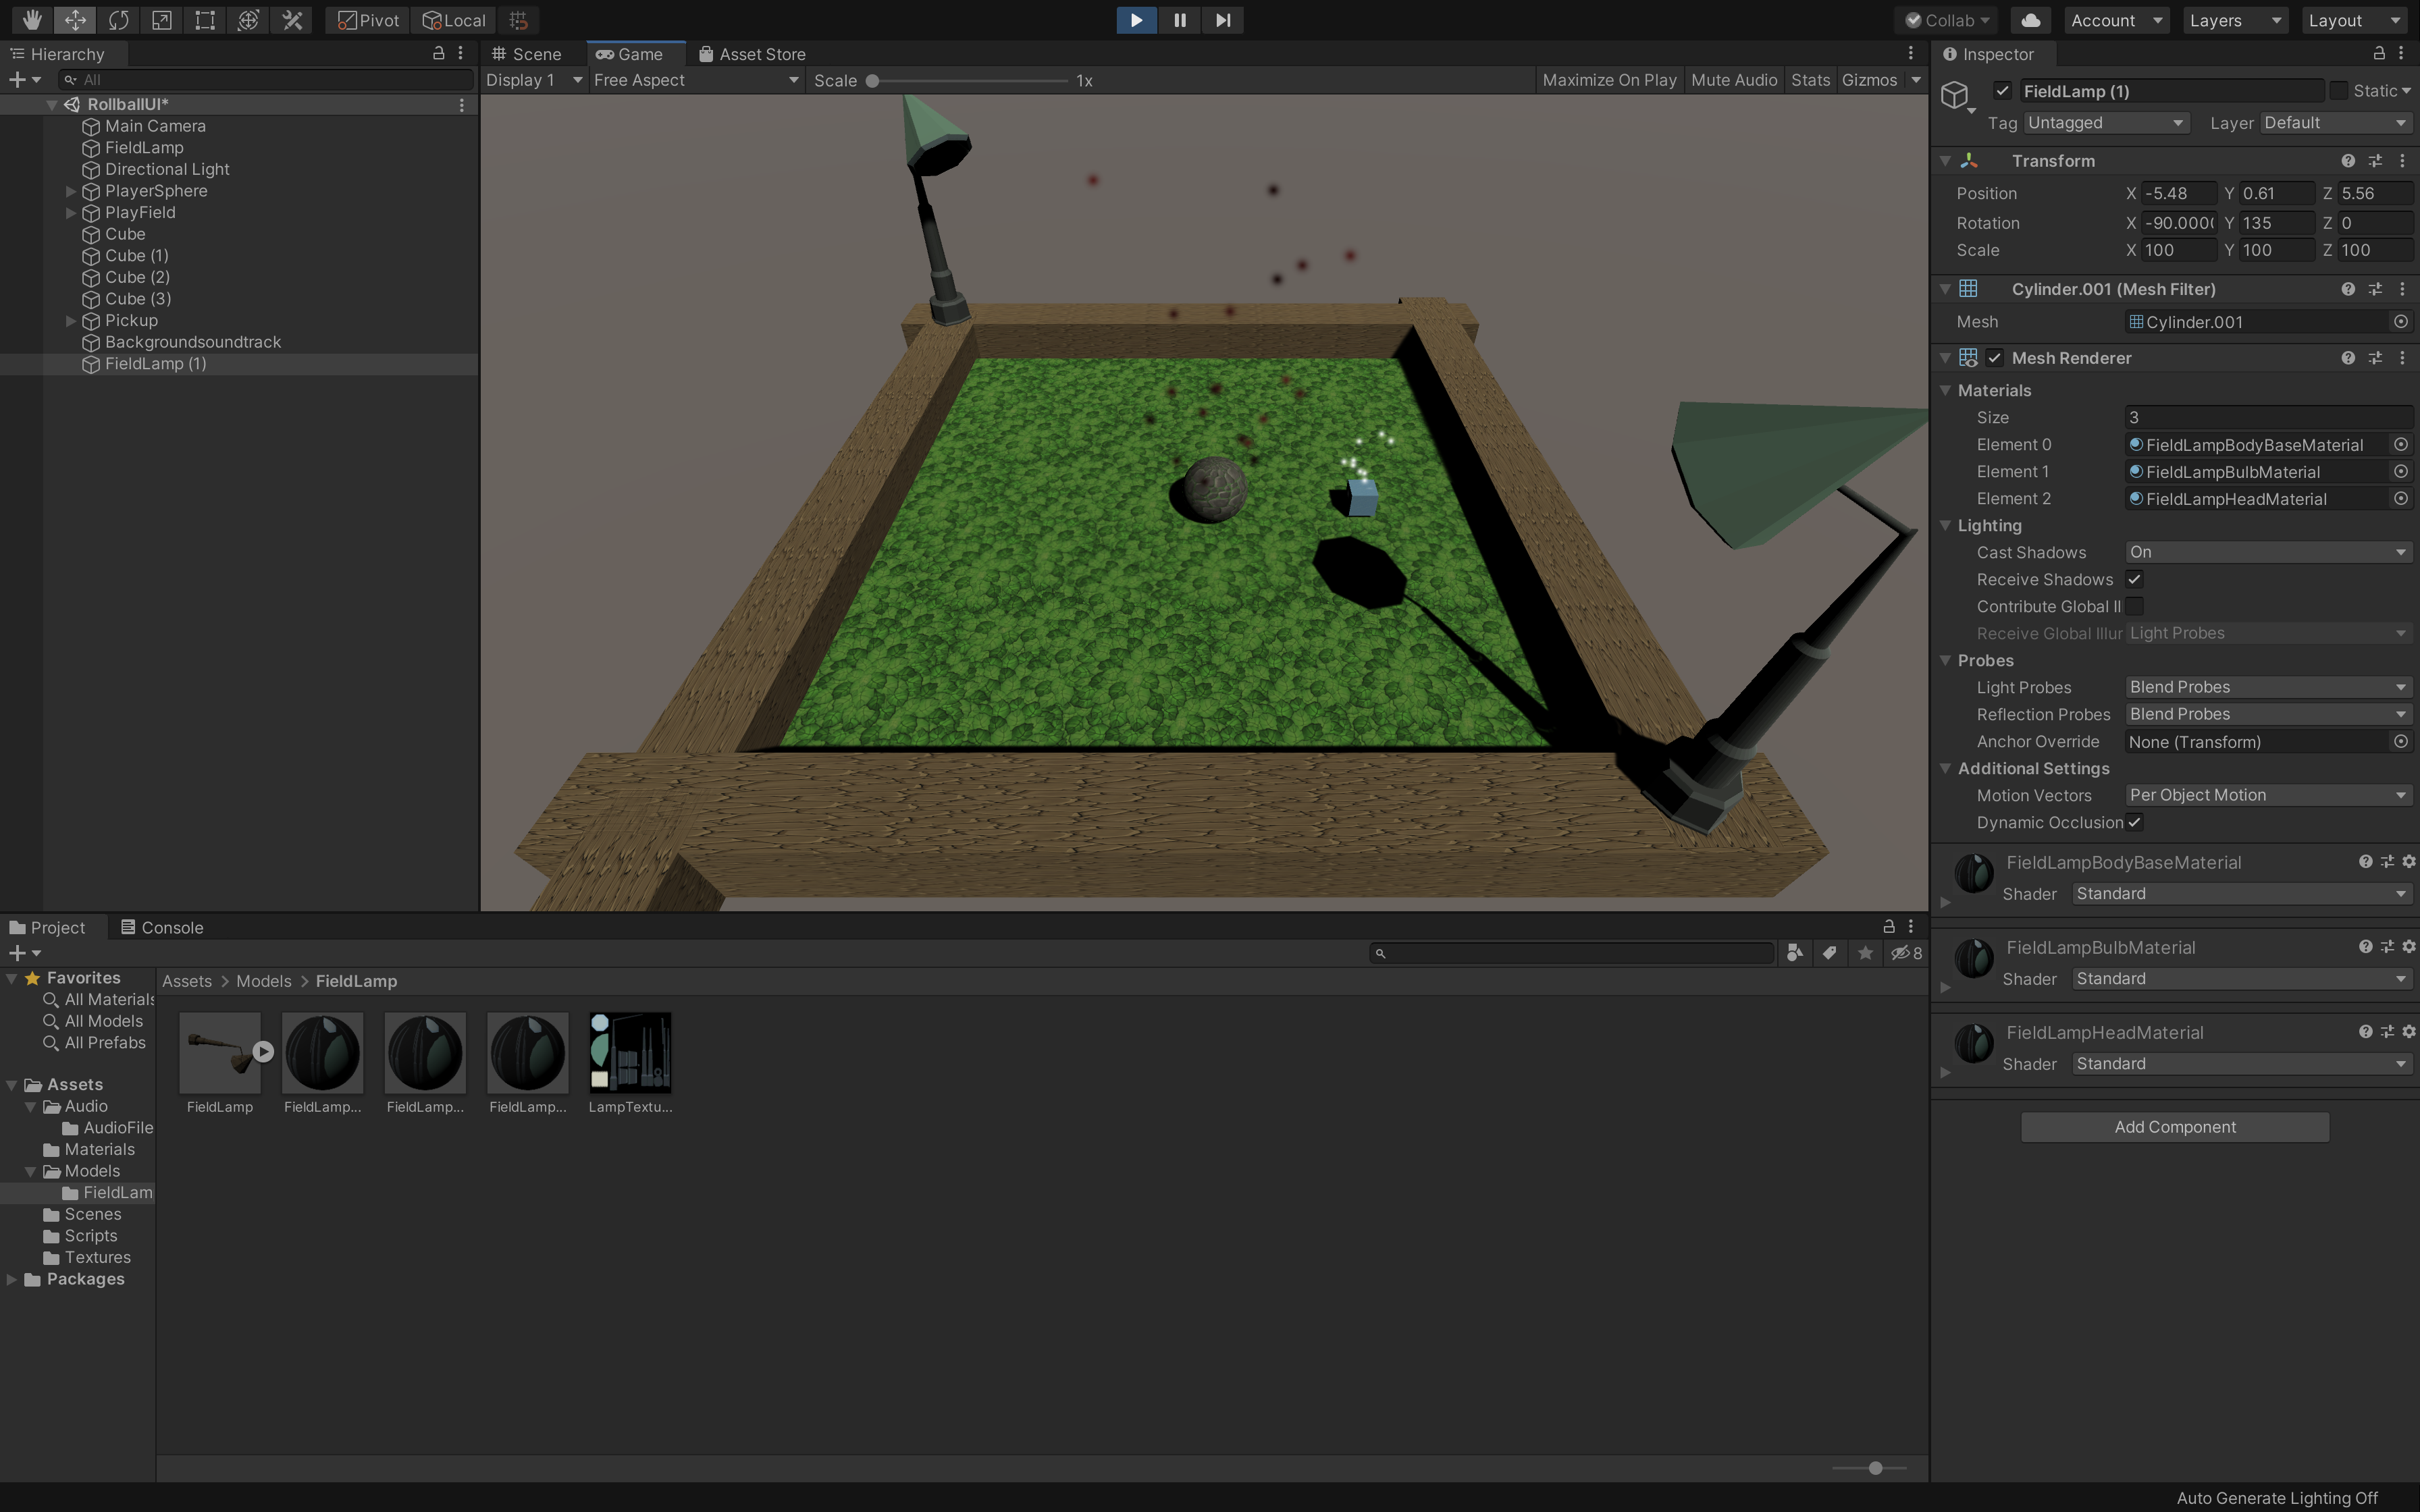 Pivot Local Collab Account Layers Layout
Hierarchy
All
RollballUI*
Main Camera
FieldLamp
Directional Light
PlayerSphere
PlayField
Cube
Cube (1)
Cube (2)
Cube (3)
Pickup
Backgroundsoundtrack
FieldLamp (1)
Scene Game Asset Store
Display 1 Free Aspect Scale 1x Maximize On Play Mute Audio Stats Gizmos
Inspector
FieldLamp (1) Static
Tag Untagged Layer Default
Transform
Position X -5.48 Y 0.61 Z 5.56
Rotation X -90.000( Y 135 Z 0
Scale X 100 Y 100 Z 100
Cylinder.001 (Mesh Filter)
Mesh Cylinder.001
Mesh Renderer
Materials
Size 3
Element 0 FieldLampBodyBaseMaterial
Element 1 FieldLampBulbMaterial
Element 2 FieldLampHeadMaterial
Lighting
Cast Shadows On
Receive Shadows
Contribute Global Il
Receive Global Illur Light Probes
Probes
Light Probes Blend Probes
Reflection Probes Blend Probes
Anchor Override None (Transform)
Additional Settings
Motion Vectors Per Object Motion
Dynamic Occlusion
FieldLampBodyBaseMaterial
Shader Standard
FieldLampBulbMaterial
Shader Standard
FieldLampHeadMaterial
Shader Standard
Add Component
Project Console
8
Favorites
All Materials
All Models
All Prefabs
Assets
Audio
AudioFile
Materials
Models
FieldLam
Scenes
Scripts
Textures
Packages
Assets > Models > FieldLamp
FieldLamp FieldLamp... FieldLamp... FieldLamp... LampTextu...
Auto Generate Lighting Off